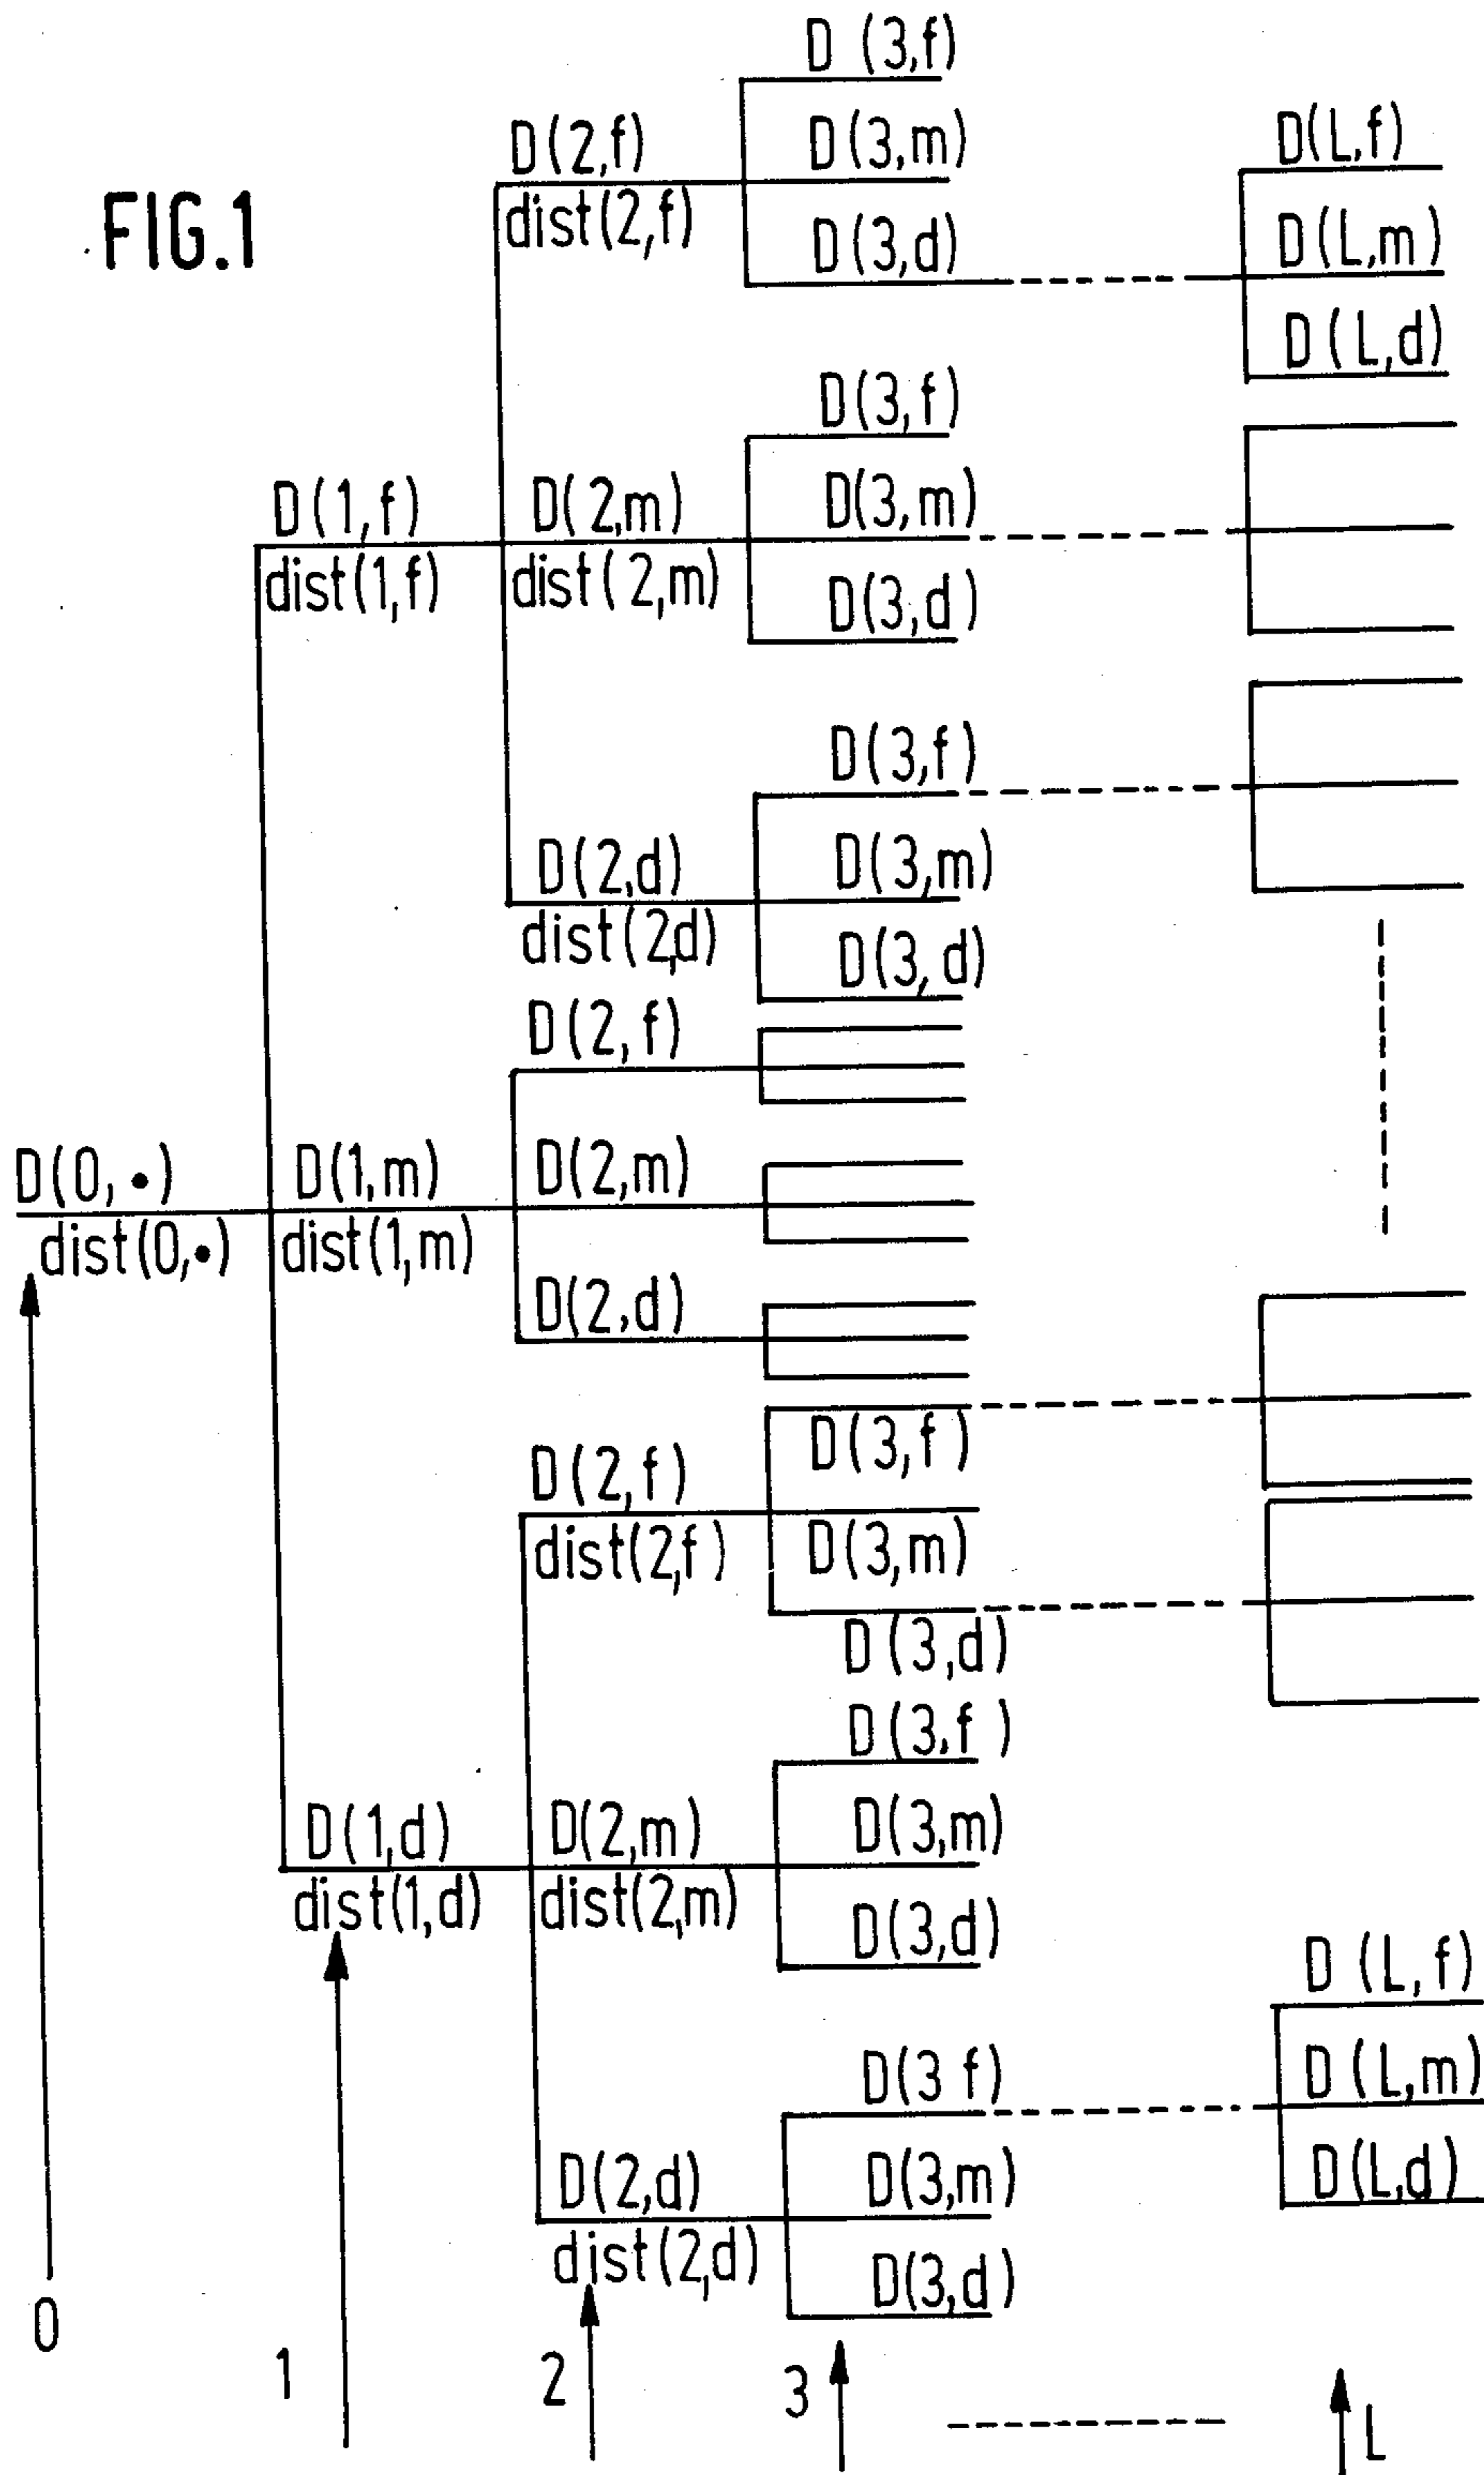 FIG.1
D (3,f)
D(3,m)
D(3,d)
D(2,f)
dist(2,f)
D(L,f)
D(L,m)
D(L,d)
D(3,f)
D(3,m)
D(3,d)
D(1,f)
dist(1,f)
D(2,m)
dist(2,m)
D(3,f)
D(3,m)
D(3,d)
D(2,d)
dist(2,d)
D(2,f)
D(0,•)
dist(0,•)
D(1,m)
dist(1,m)
D(2,m)
D(2,d)
D(2,f)
dist(2,f)
D(3,f)
D(3,m)
D(3,d)
D(3,f)
D(3,m)
D(3,d)
D(1,d)
dist(1,d)
D(2,m)
dist(2,m)
D(L,f)
D(L,m)
D(L,d)
D(3 f)
D(3,m)
D(3,d)
D(2,d)
dist(2,d)
0
1
2
3
L